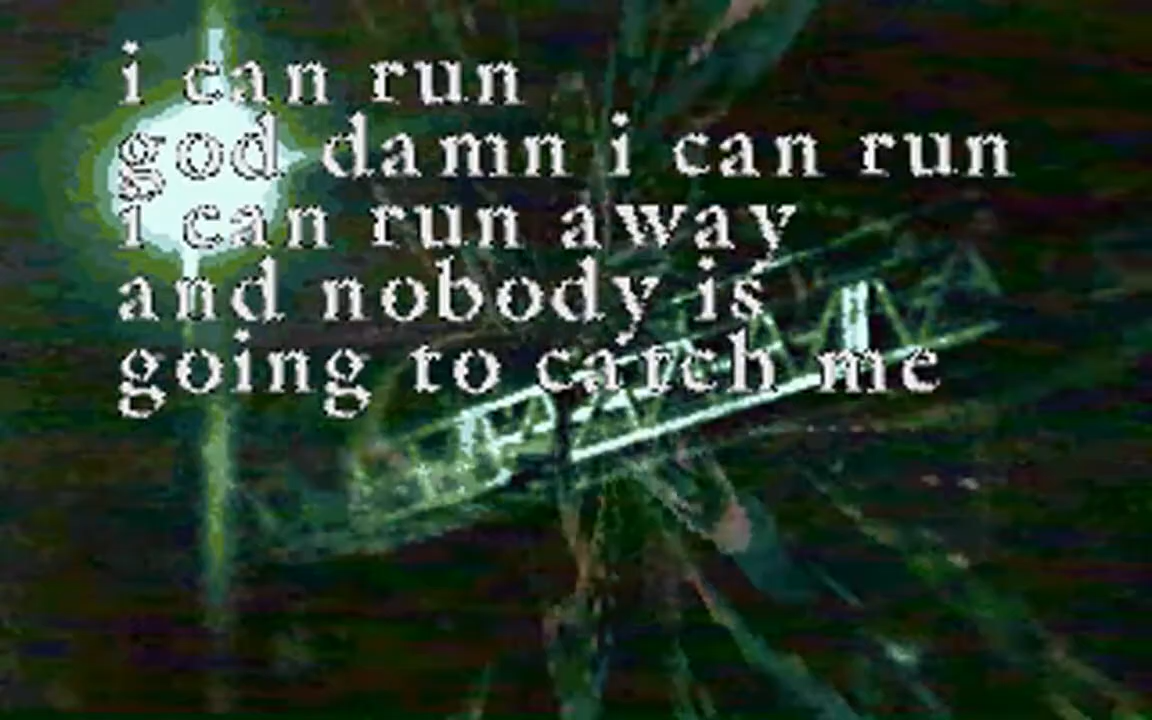 i can run
god damn i can run
i can run away
and nobody is
going to catch me